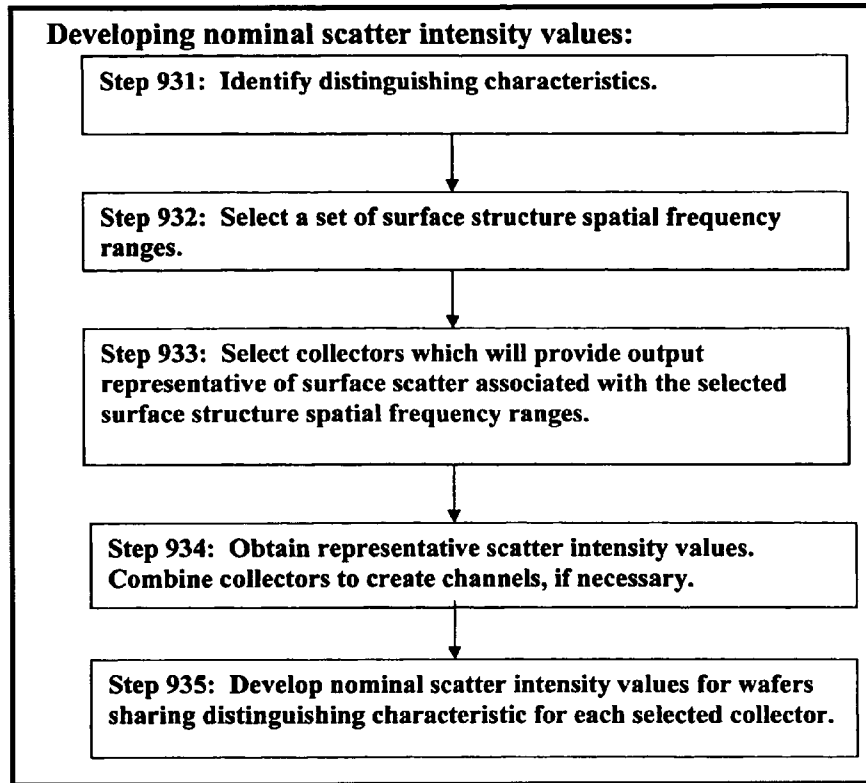 Developing nominal scatter intensity values:
Step 931: Identify distinguishing characteristics.
Step 932: Select a set of surface structure spatial frequency
ranges.
Step 933: Select collectors which will provide output
representative of surface scatter associated with the selected
surface structure spatial frequency ranges.
Step 934: Obtain representative scatter intensity values.
Combine collectors to create channels, if necessary.
Step 935: Develop nominal scatter intensity values for wafers
sharing distinguishing characteristic for each selected collector.